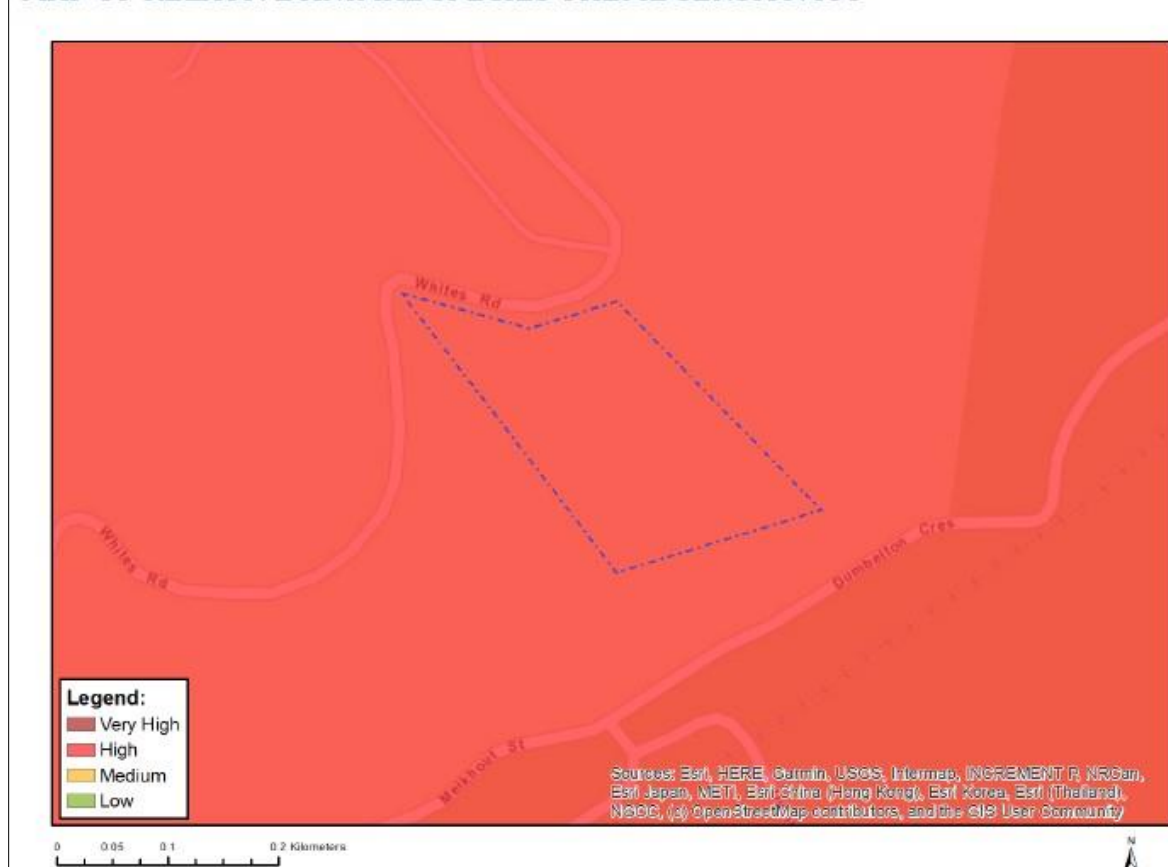 Whites Rd
Whites Rd
Dumbelton Cres
Melkhout St
Legend:
Very High
High
Medium
Low
Sources: Esri, HERE, Garmin, USGS, Intermap, INCREMENT P, NRCan,
Esri Japan, METI, Esri China (Hong Kong), Esri Korea, Esri (Thailand),
NGCC, (c) OpenStreetMap contributors, and the GIS User Community
0 0.05 0.1 0.2 Kilometers
N